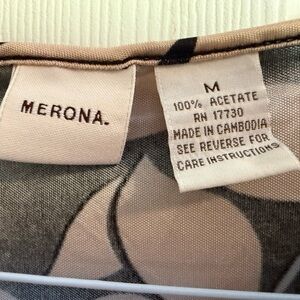 MERONA.
M
100% ACETATE
RN 17730
MADE IN CAMBODIA
SEE REVERSE FOR
CARE INSTRUCTIONS